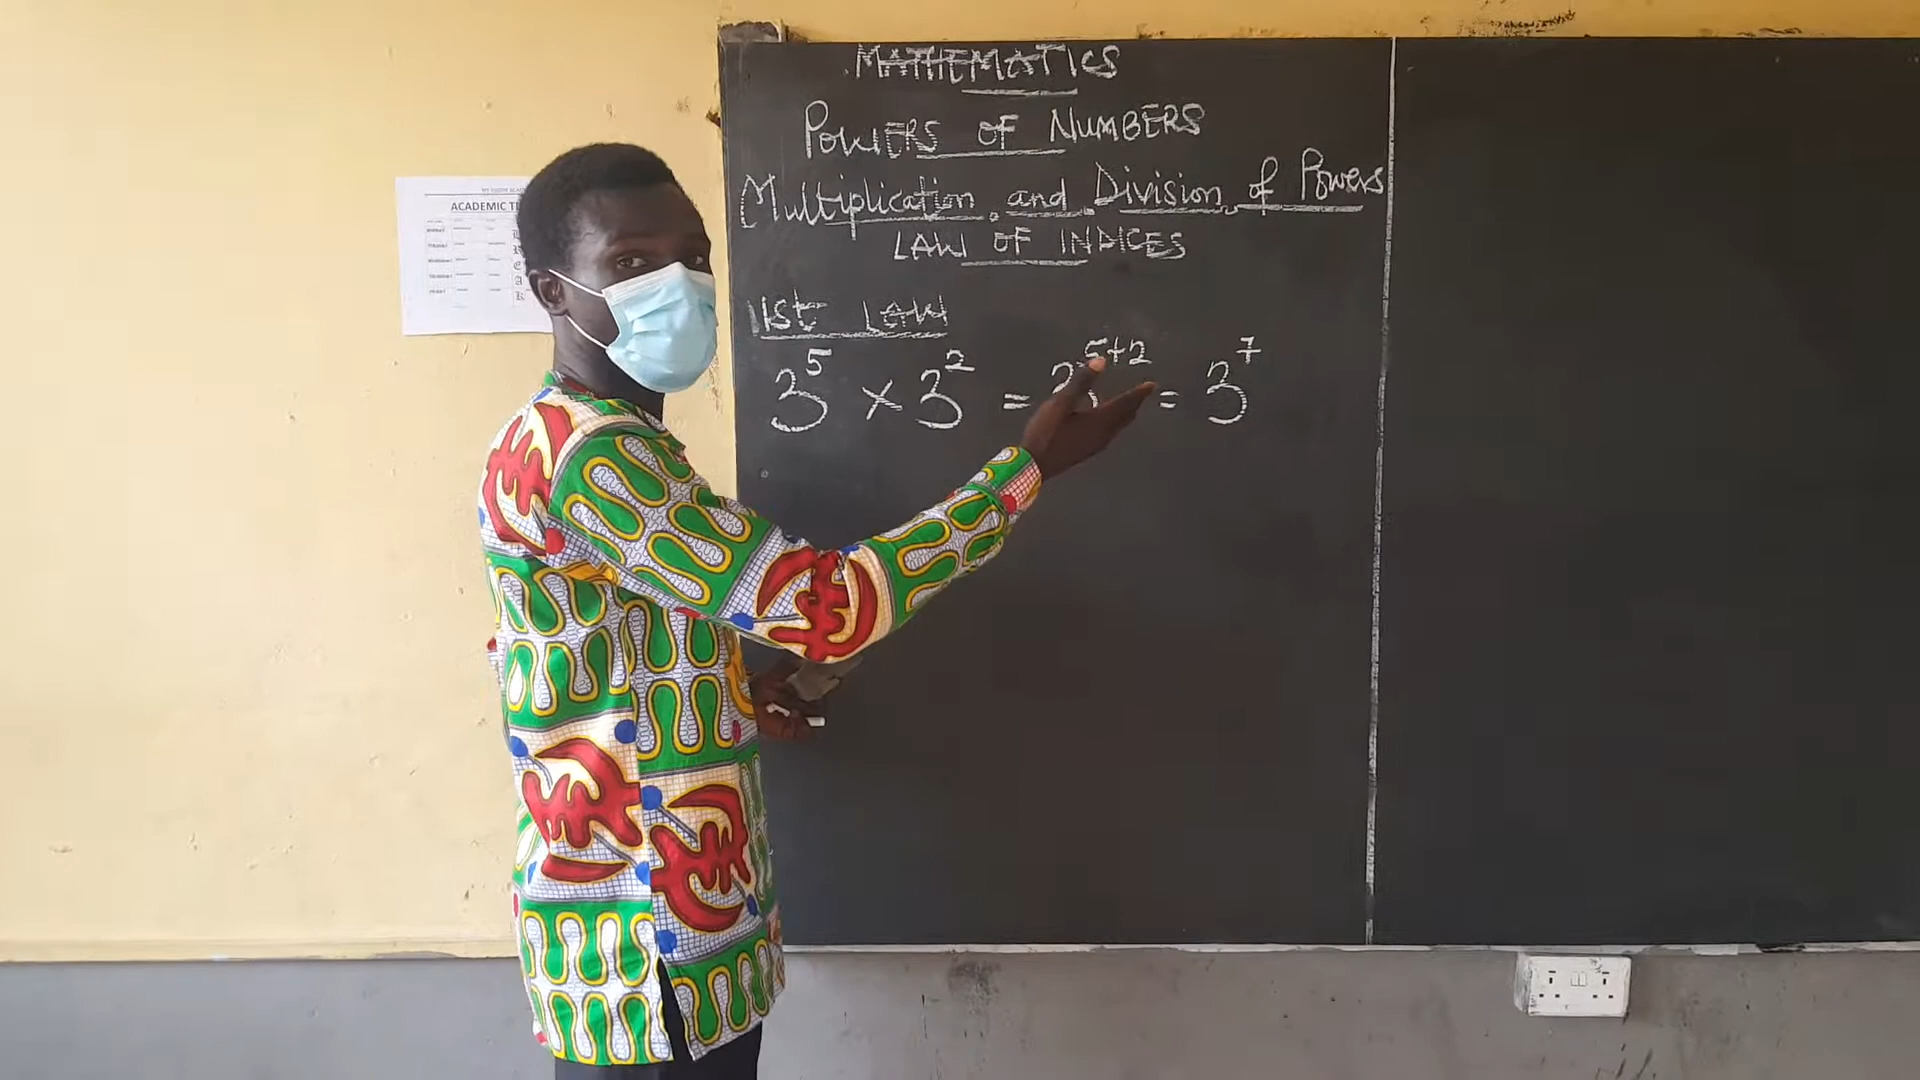 MATHEMATICS
POWERS OF NUMBERS
Multiplication and Division of Powers
LAW OF INDICES
1st LAW
3⁵ × 3² = 3⁵⁺² = 3⁷
ACADEMIC